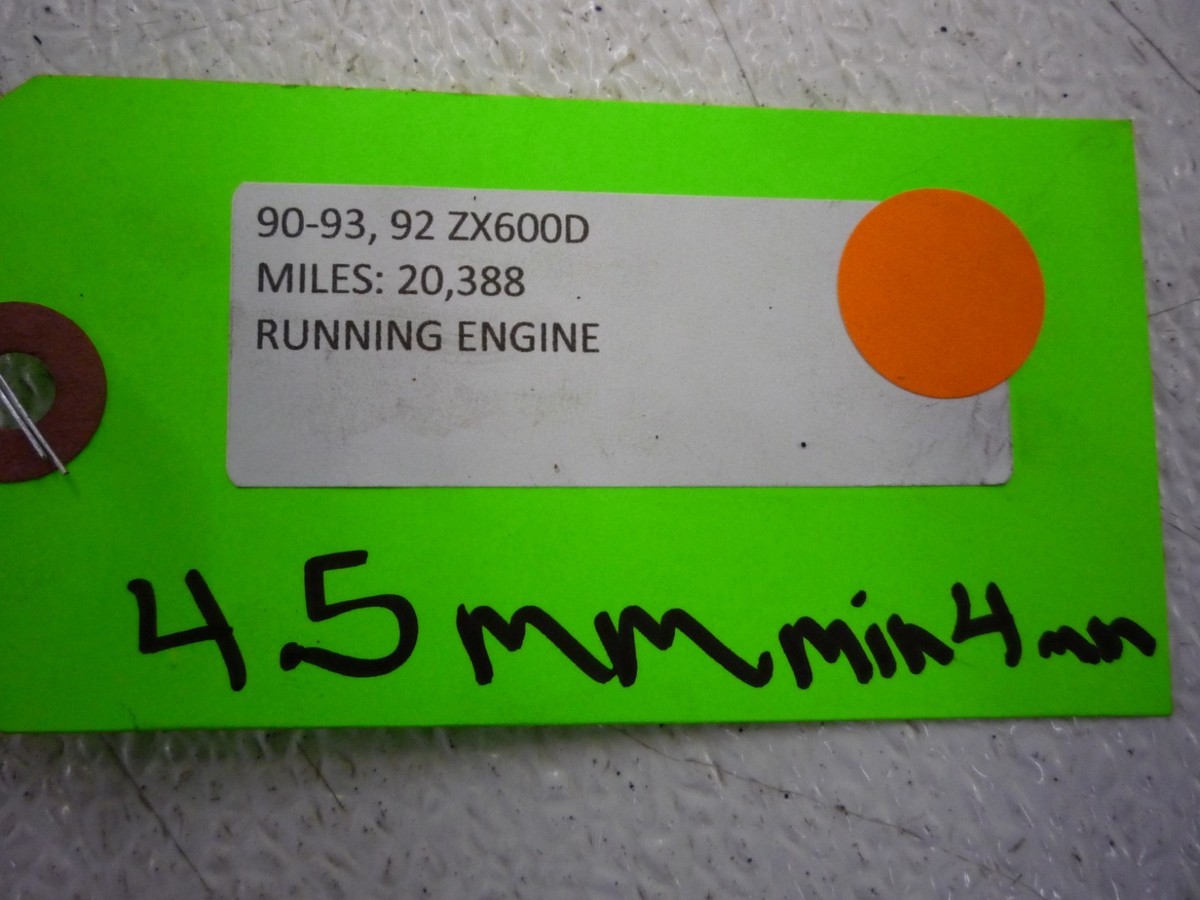 90-93, 92 ZX600D
MILES: 20,388
RUNNING ENGINE
4.5mm min 4mm